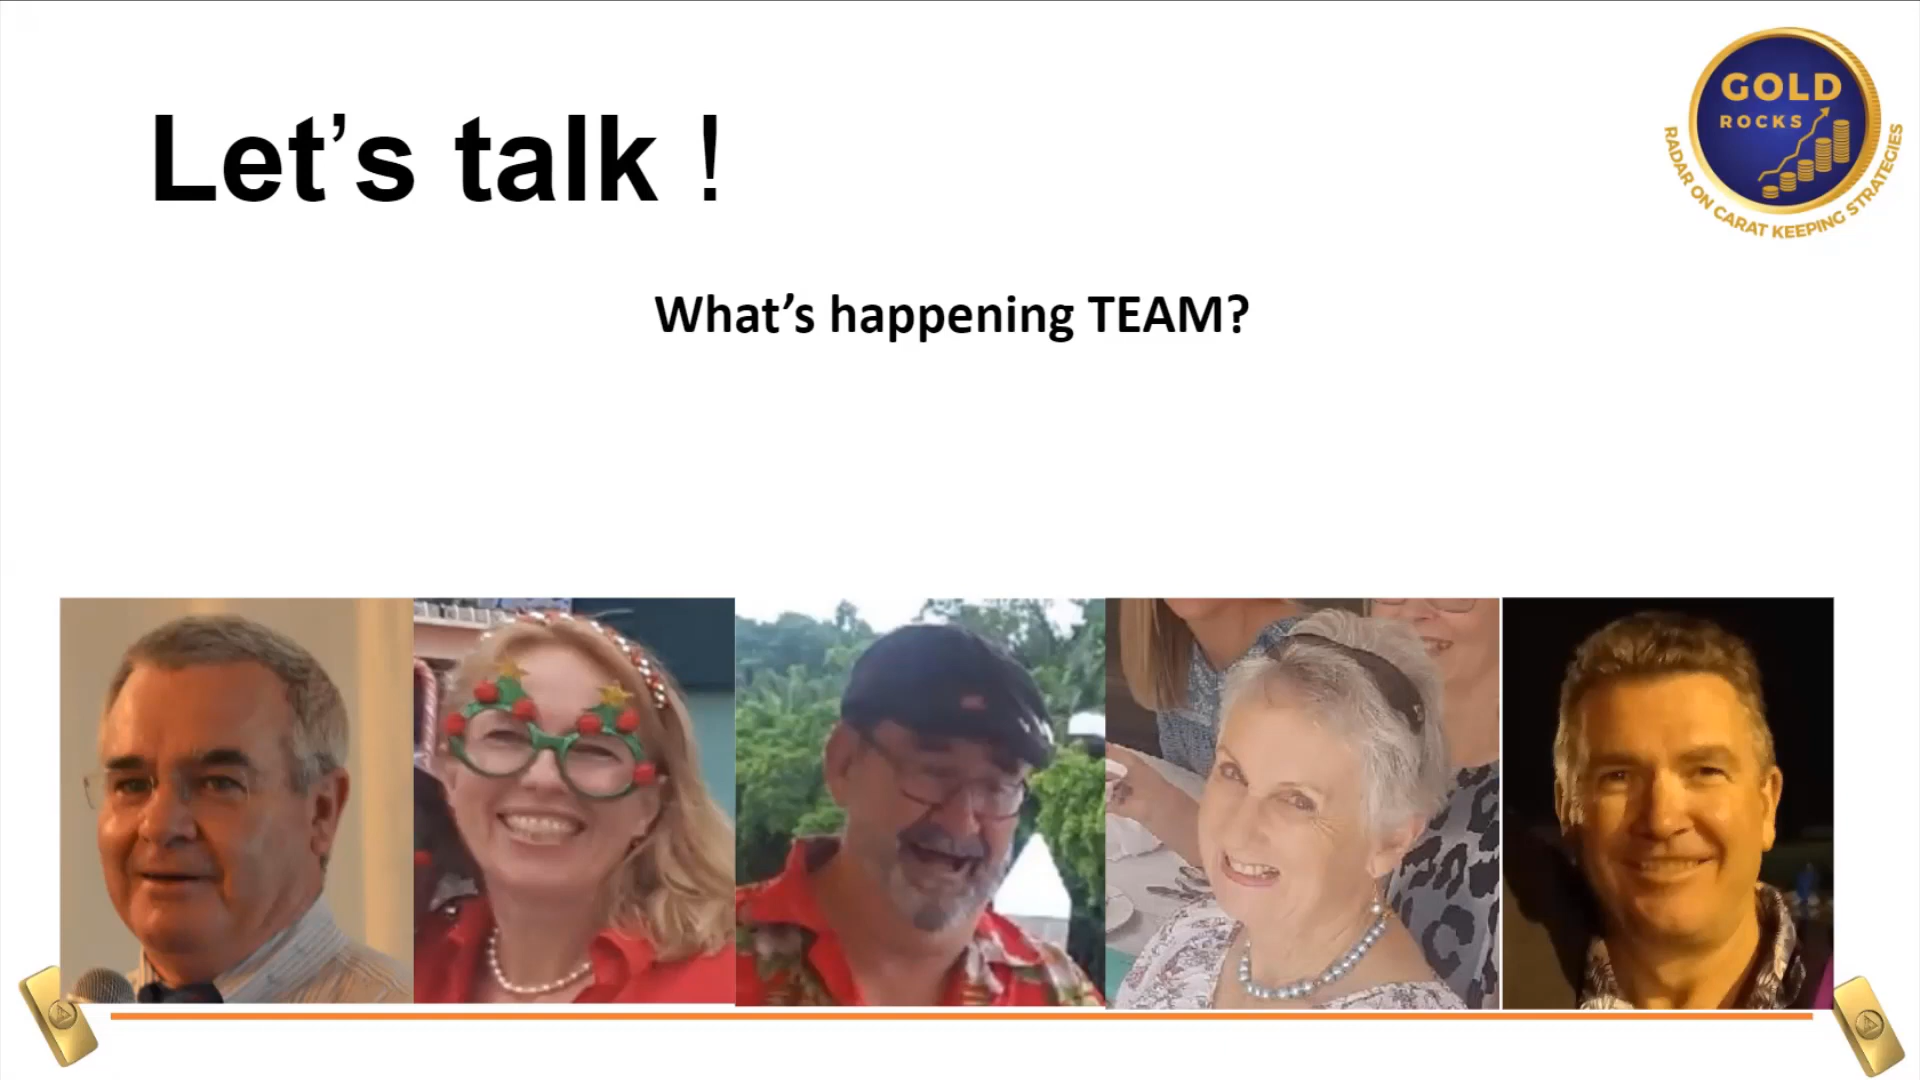 Let’s talk !
GOLD
ROCKS
RADAR ON CARAT KEEPING STRATEGIES
What’s happening TEAM?